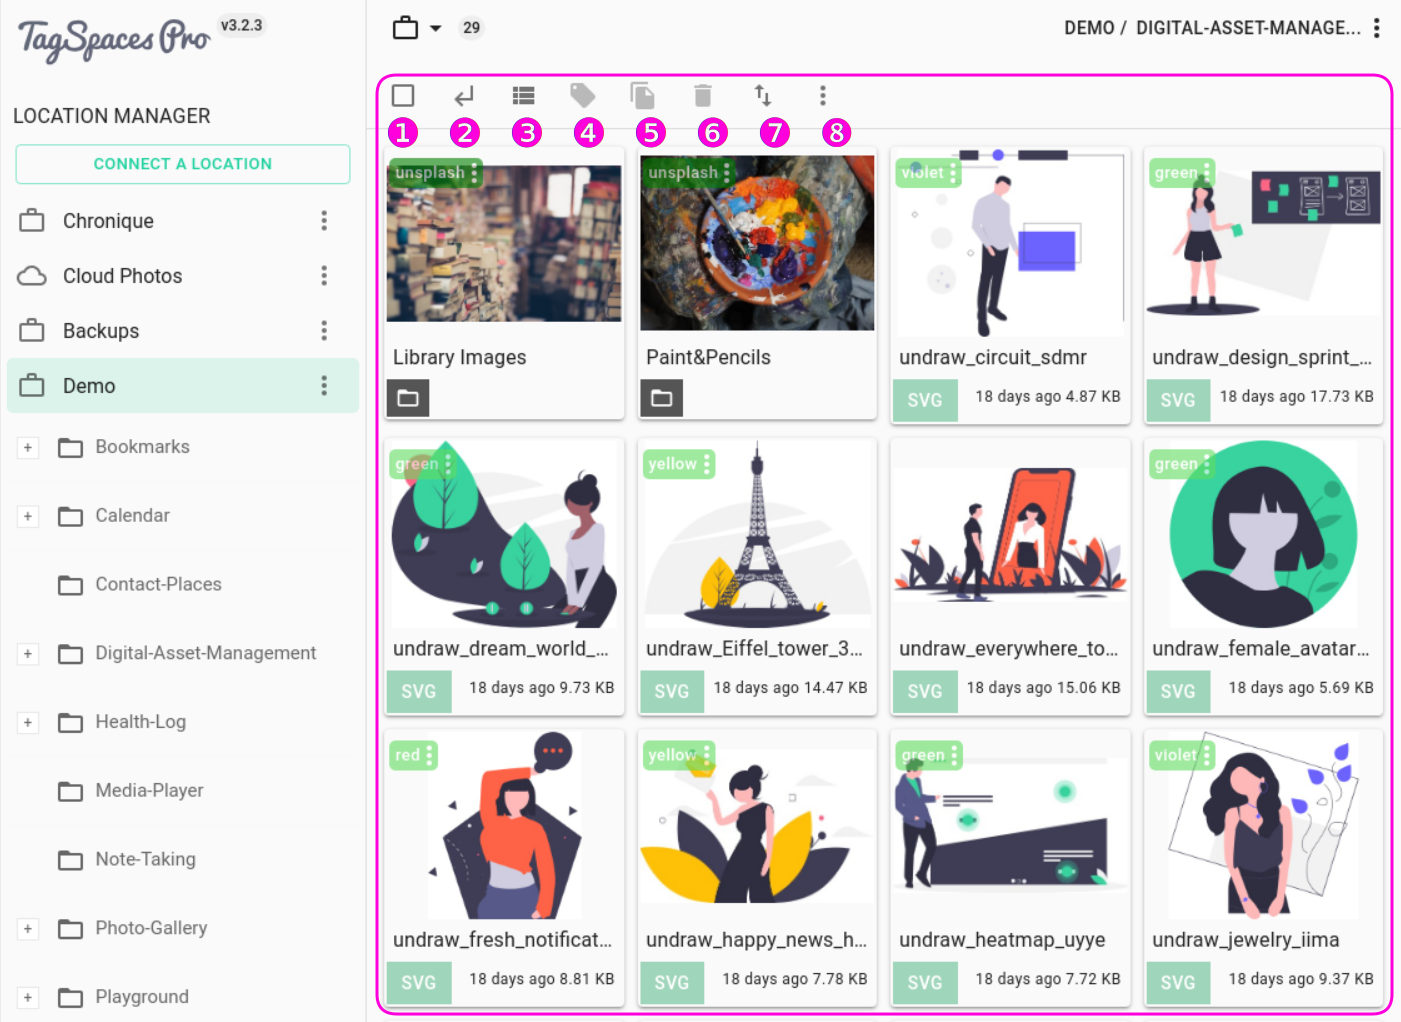 TagSpaces Pro v3.2.3
LOCATION MANAGER
CONNECT A LOCATION
Chronique
Cloud Photos
Backups
Demo
+ Bookmarks
+ Calendar
Contact-Places
+ Digital-Asset-Management
+ Health-Log
Media-Player
Note-Taking
+ Photo-Gallery
+ Playground
29
DEMO / DIGITAL-ASSET-MANAGE...
1 2 3 4 5 6 7 8
unsplash
Library Images
unsplash
Paint&Pencils
violet
undraw_circuit_sdmr
SVG 18 days ago 4.87 KB
green
undraw_design_sprint_...
SVG 18 days ago 17.73 KB
green
undraw_dream_world_...
SVG 18 days ago 9.73 KB
yellow
undraw_Eiffel_tower_3...
SVG 18 days ago 14.47 KB
undraw_everywhere_to...
SVG 18 days ago 15.06 KB
green
undraw_female_avatar...
SVG 18 days ago 5.69 KB
red
undraw_fresh_notificat...
SVG 18 days ago 8.81 KB
yellow
undraw_happy_news_h...
SVG 18 days ago 7.78 KB
green
undraw_heatmap_uyye
SVG 18 days ago 7.72 KB
violet
undraw_jewelry_iima
SVG 18 days ago 9.37 KB